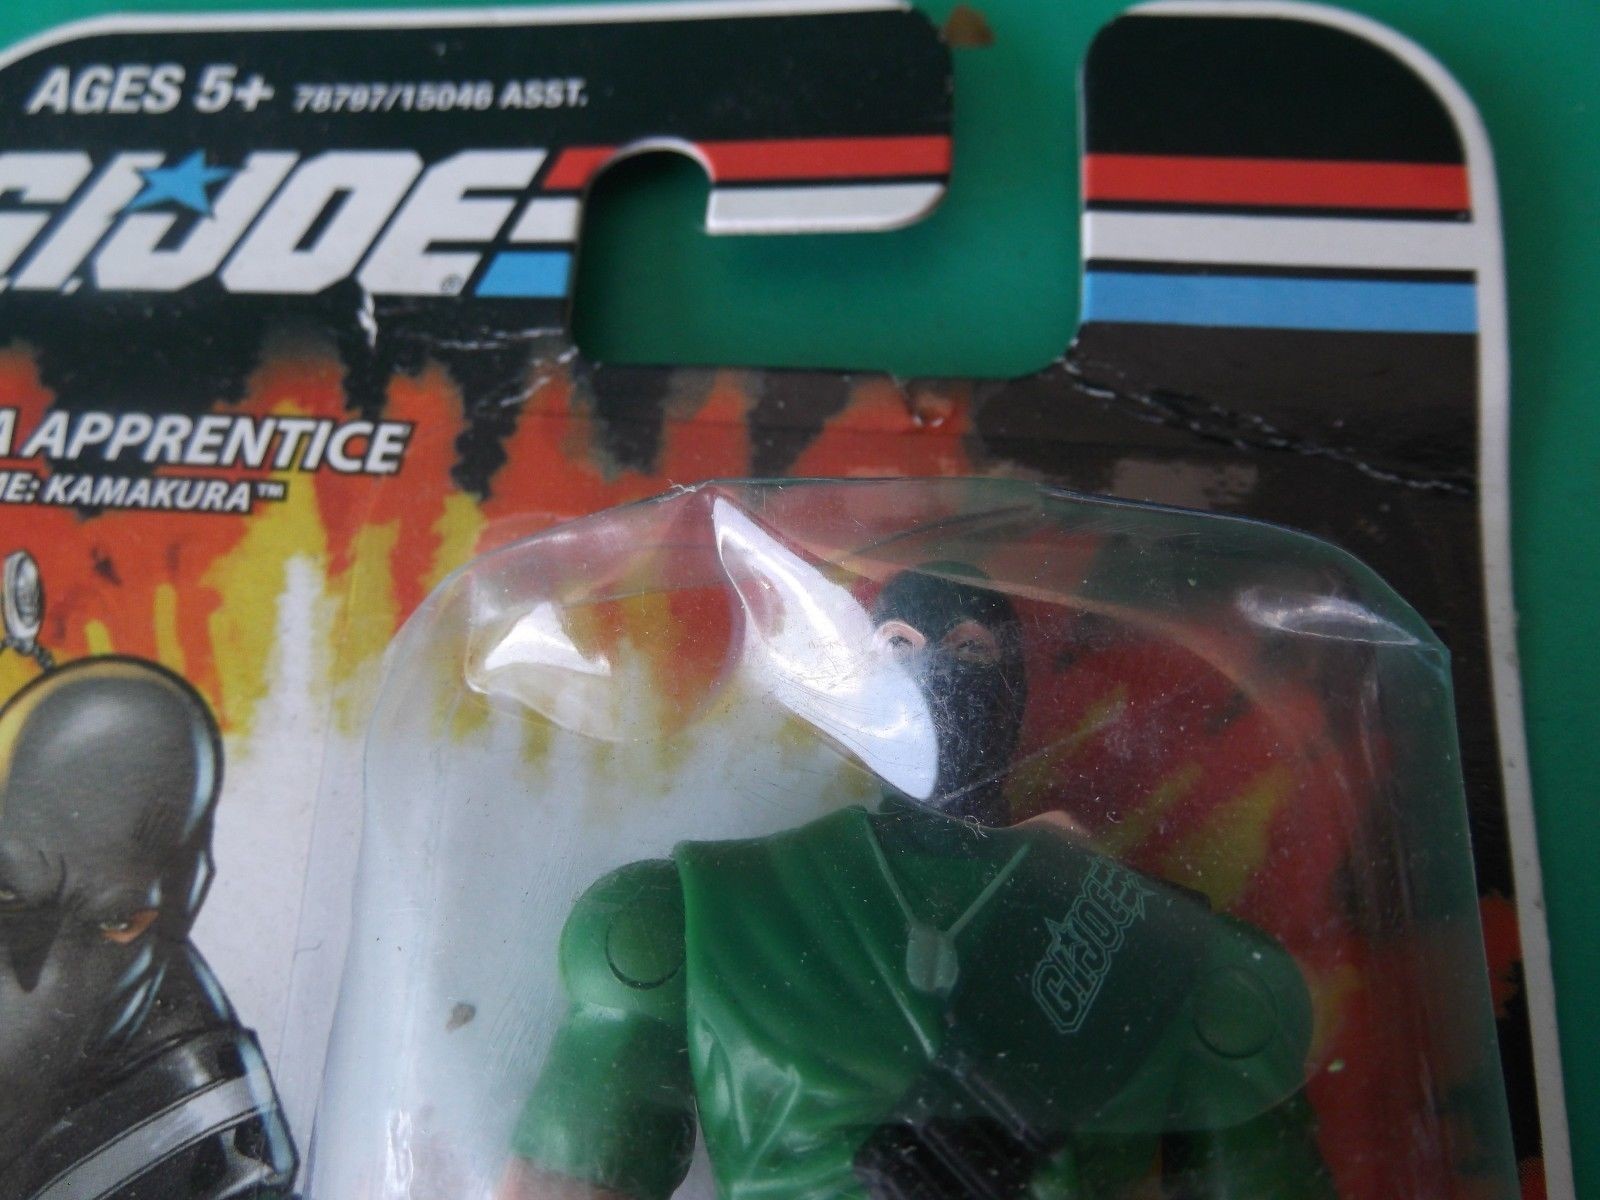 AGES 5+ 78797/15046 ASST.
G.I.JOE®
A APPRENTICE
ME: KAMAKURA™
G.I.JOE